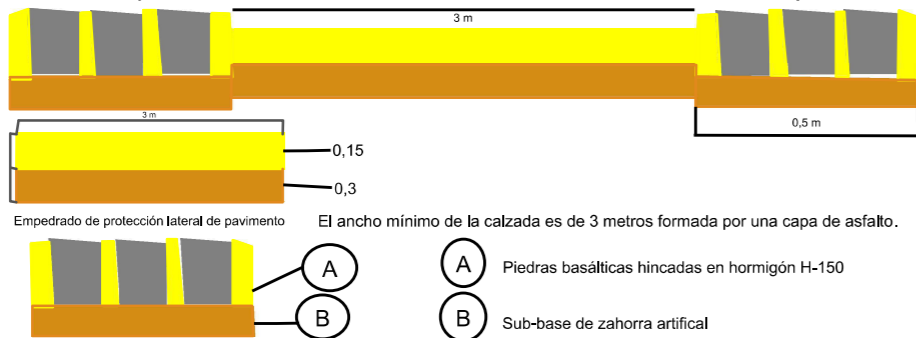 3 m
0,5 m
3 m
0,15
0,3
Empedrado de protección lateral de pavimento
El ancho mínimo de la calzada es de 3 metros formada por una capa de asfalto.
A
A Piedras basálticas hincadas en hormigón H-150
B
B Sub-base de zahorra artifical